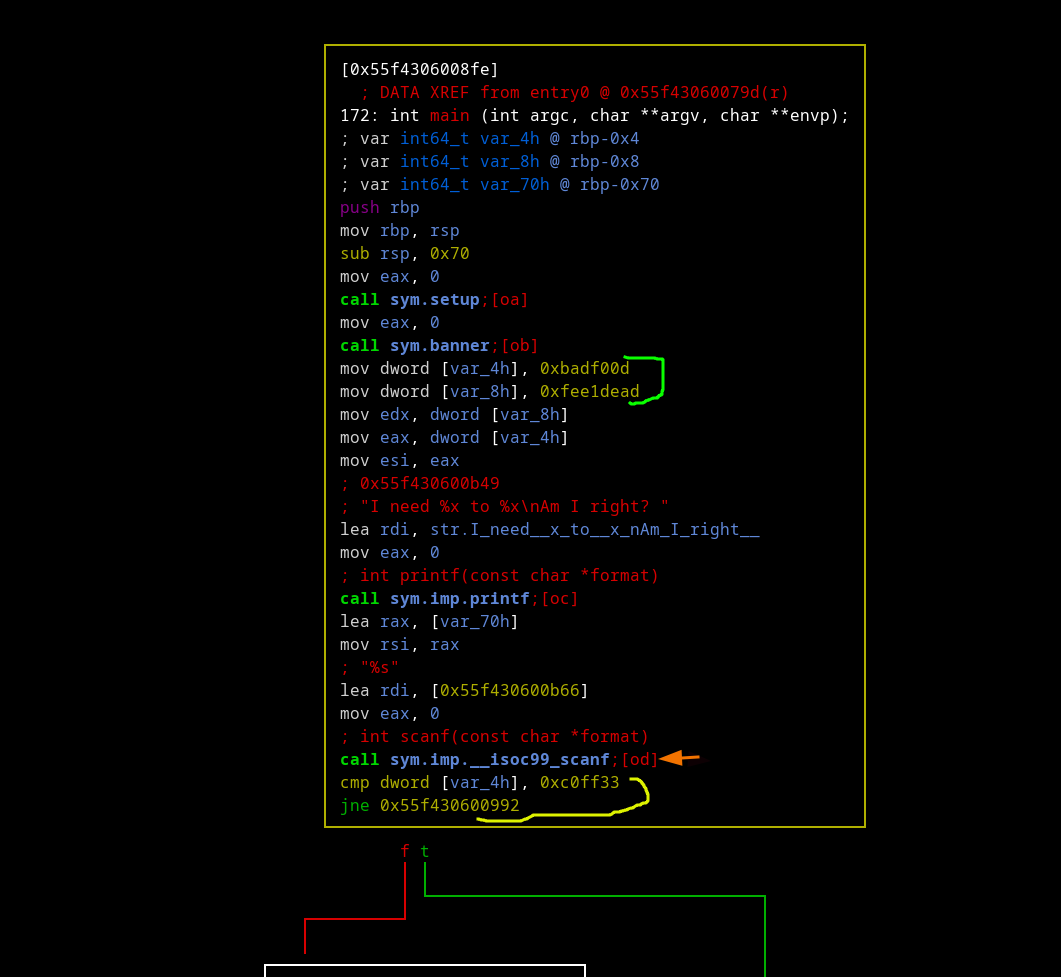 [0x55f4306008fe]
; DATA XREF from entry0 @ 0x55f43060079d(r)
172: int main (int argc, char **argv, char **envp);
; var int64_t var_4h @ rbp-0x4
; var int64_t var_8h @ rbp-0x8
; var int64_t var_70h @ rbp-0x70
push rbp
mov rbp, rsp
sub rsp, 0x70
mov eax, 0
call sym.setup;[oa]
mov eax, 0
call sym.banner;[ob]
mov dword [var_4h], 0xbadf00d
mov dword [var_8h], 0xfee1dead
mov edx, dword [var_8h]
mov eax, dword [var_4h]
mov esi, eax
; 0x55f430600b49
; "I need %x to %x\nAm I right? "
lea rdi, str.I_need__x_to__x_nAm_I_right__
mov eax, 0
; int printf(const char *format)
call sym.imp.printf;[oc]
lea rax, [var_70h]
mov rsi, rax
; "%s"
lea rdi, [0x55f430600b66]
mov eax, 0
; int scanf(const char *format)
call sym.imp.__isoc99_scanf;[od]
cmp dword [var_4h], 0xc0ff33
jne 0x55f430600992
f t